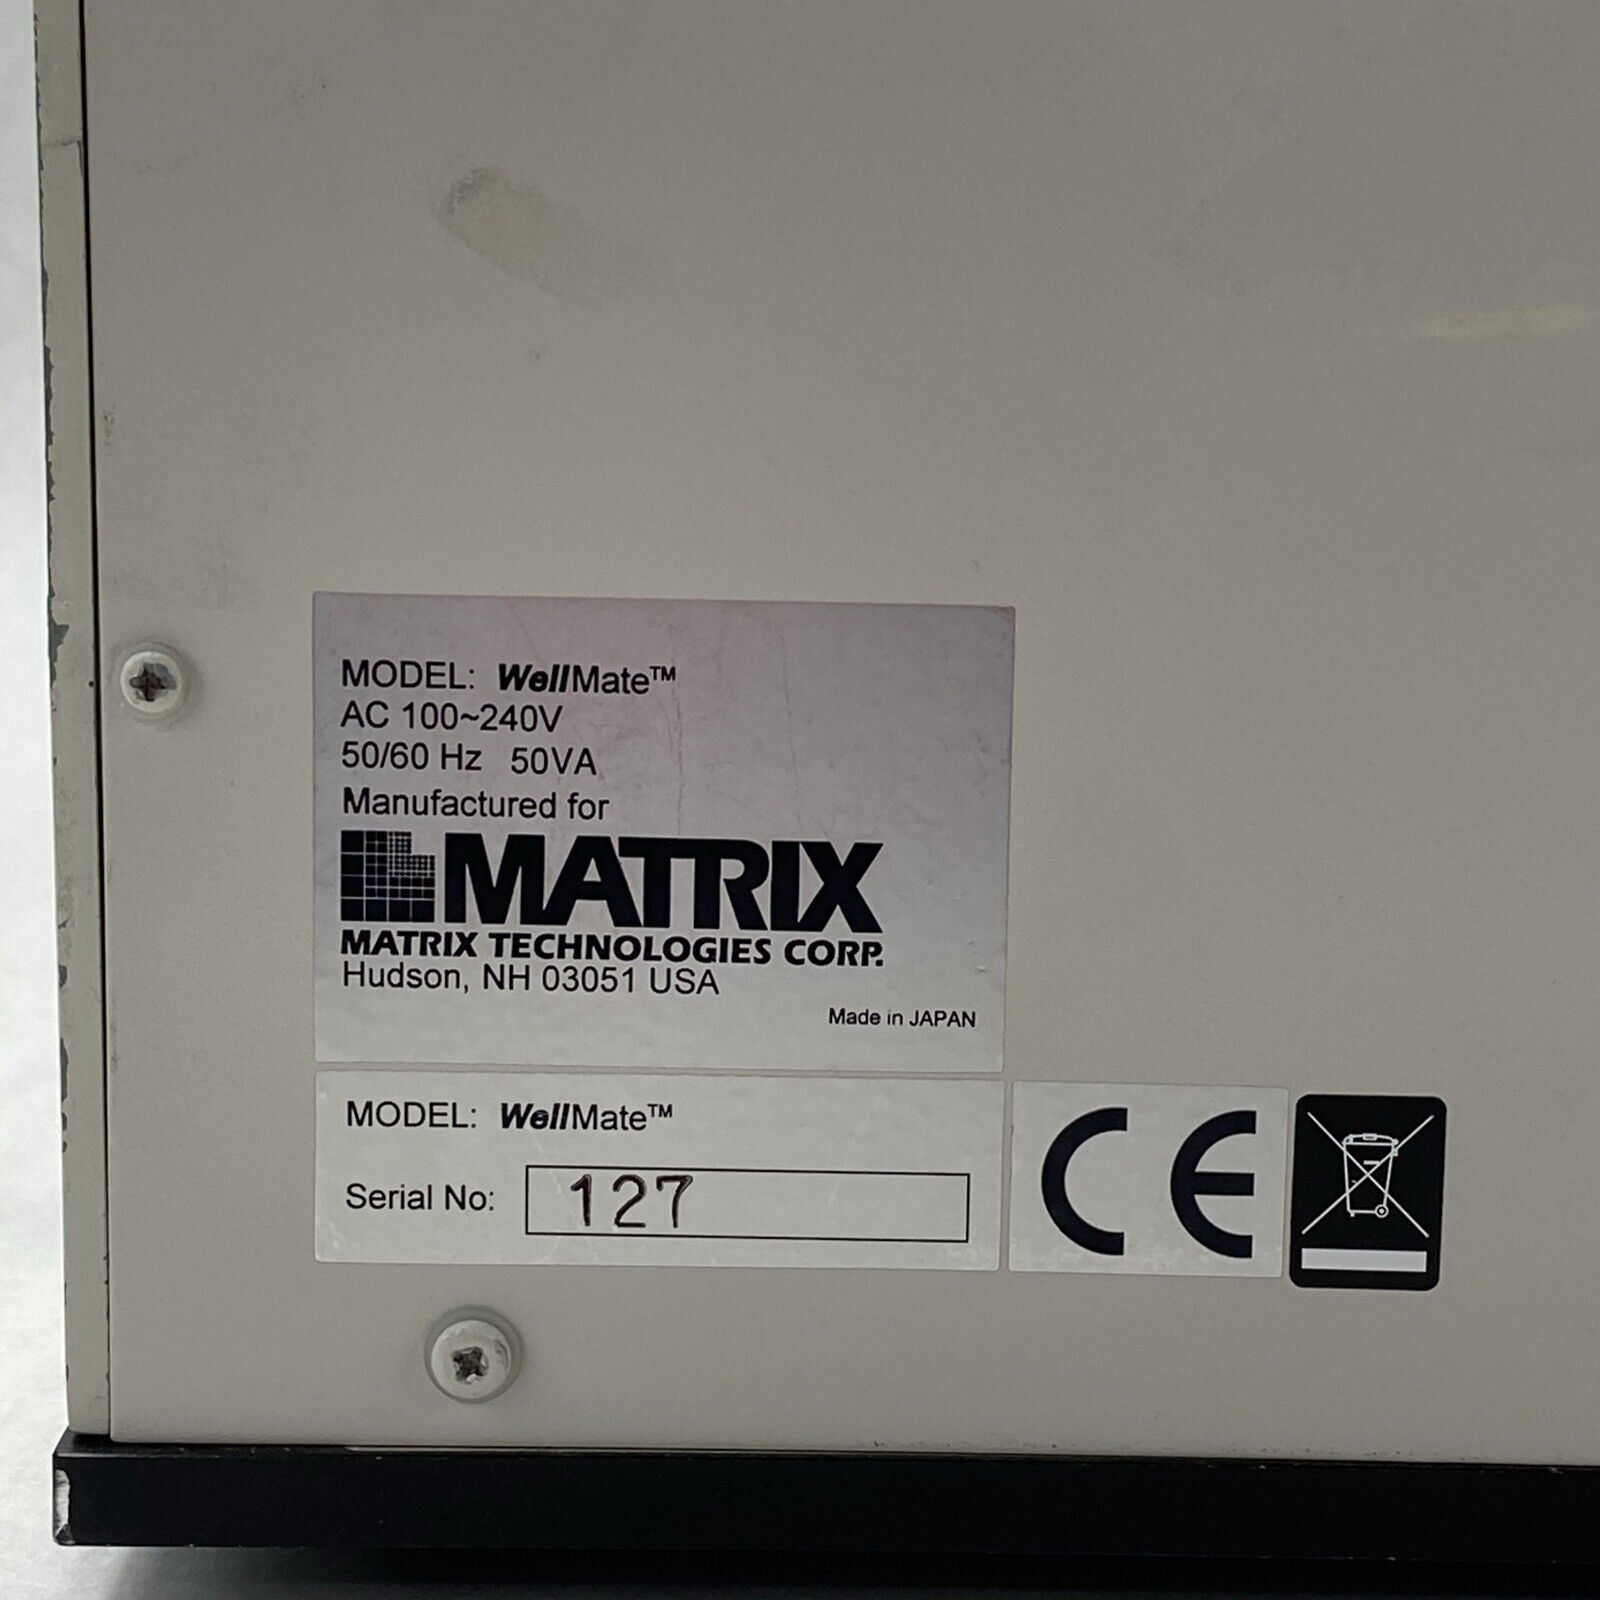 MODEL: WellMate™
AC 100~240V
50/60 Hz 50VA
Manufactured for
MATRIX
MATRIX TECHNOLOGIES CORP.
Hudson, NH 03051 USA
Made in JAPAN
MODEL: WellMate™
Serial No: 127
CE